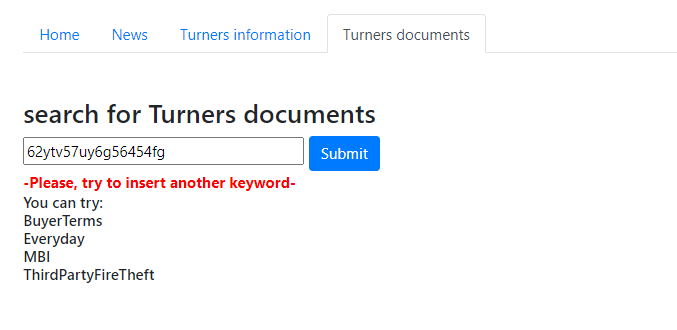 Home News Turners information Turners documents
search for Turners documents
62ytv57uy6g56454fg Submit
-Please, try to insert another keyword-
You can try:
BuyerTerms
Everyday
MBI
ThirdPartyFireTheft